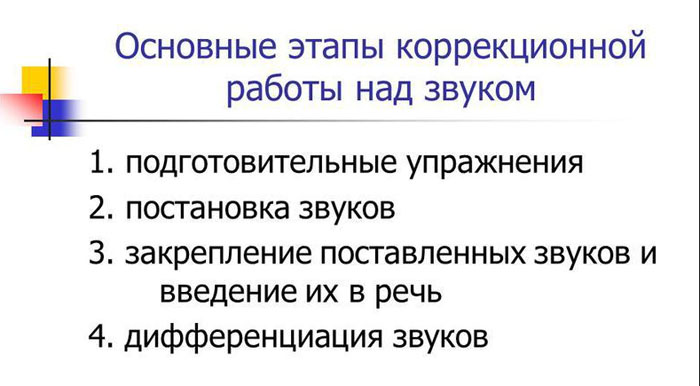 Основные этапы коррекционной
работы над звуком
1. подготовительные упражнения
2. постановка звуков
3. закрепление поставленных звуков и
введение их в речь
4. дифференциация звуков